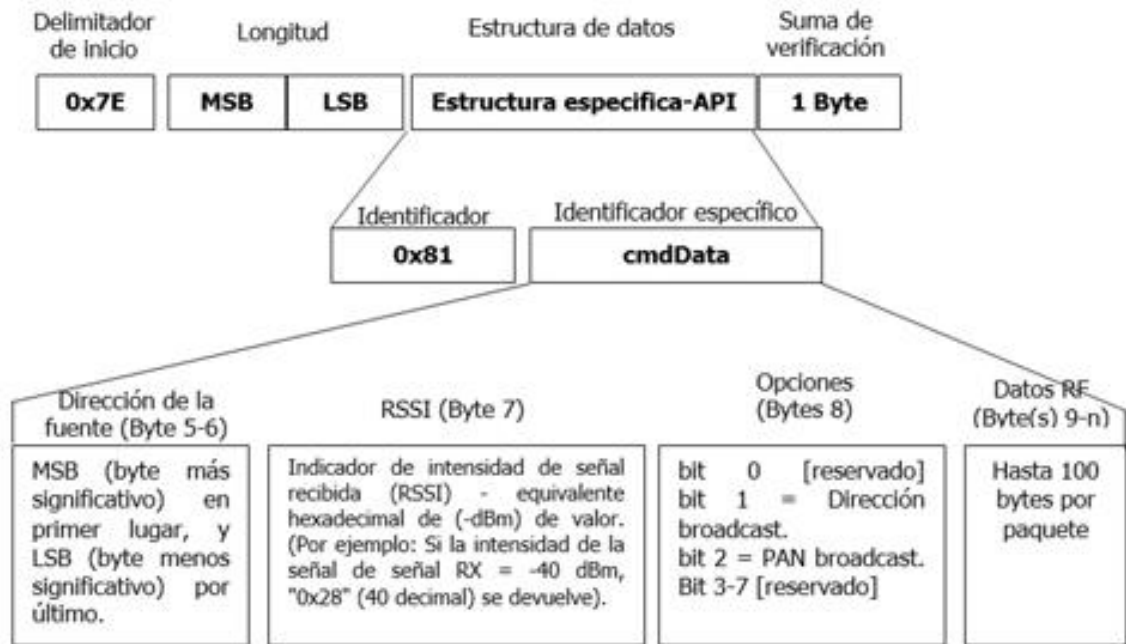 Delimitador
de inicio
Longitud
Estructura de datos
Suma de
verificación
0x7E
MSB
LSB
Estructura especifica-API
1 Byte
Identificador
Identificador específico
0x81
cmdData
Dirección de la
fuente (Byte 5-6)
RSSI (Byte 7)
Opciones
(Bytes 8)
Datos RF
(Byte(s) 9-n)
MSB (byte más
significativo) en
primer lugar, y
LSB (byte menos
significativo) por
último.
Indicador de intensidad de señal
recibida (RSSI) - equivalente
hexadecimal de (-dBm) de valor.
(Por ejemplo: Si la intensidad de la
señal de señal RX = -40 dBm,
"0x28" (40 decimal) se devuelve).
bit 0 [reservado]
bit 1 = Dirección
broadcast.
bit 2 = PAN broadcast.
Bit 3-7 [reservado]
Hasta 100
bytes por
paquete